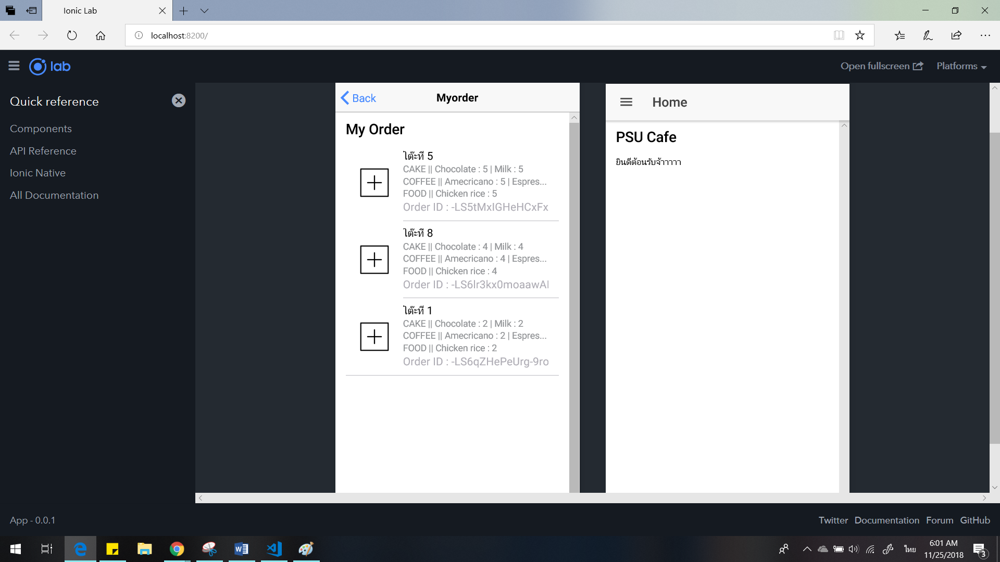 Ionic Lab
localhost:8200/
lab
Open fullscreen
Platforms
Quick reference
Components
API Reference
Ionic Native
All Documentation
Back
Myorder
My Order
โต๊ะที่ 5
CAKE || Chocolate : 5 | Milk : 5
COFFEE || Amecricano : 5 | Espres...
FOOD || Chicken rice : 5
Order ID : -LS5tMxIGHeHCxFx
โต๊ะที่ 8
CAKE || Chocolate : 4 | Milk : 4
COFFEE || Amecricano : 4 | Espres...
FOOD || Chicken rice : 4
Order ID : -LS6lr3kx0moaawA
โต๊ะที่ 1
CAKE || Chocolate : 2 | Milk : 2
COFFEE || Amecricano : 2 | Espres...
FOOD || Chicken rice : 2
Order ID : -LS6qZHePeUrg-9ro
Home
PSU Cafe
ยินดีต้อนรับจ้าาาาา
App - 0.0.1
Twitter Documentation Forum GitHub
ไทย
6:01 AM
11/25/2018
3